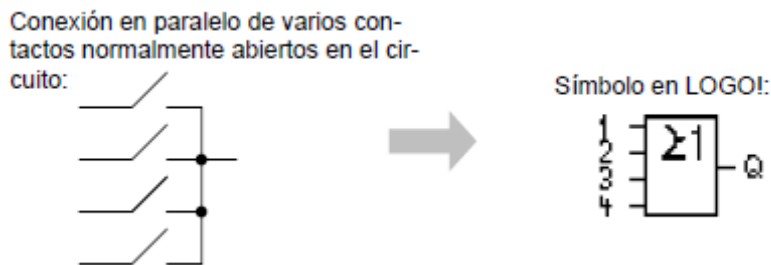 Conexión en paralelo de varios con-
tactos normalmente abiertos en el cir-
cuito:
Símbolo en LOGO!:
1
2
3
4
≥1
Q